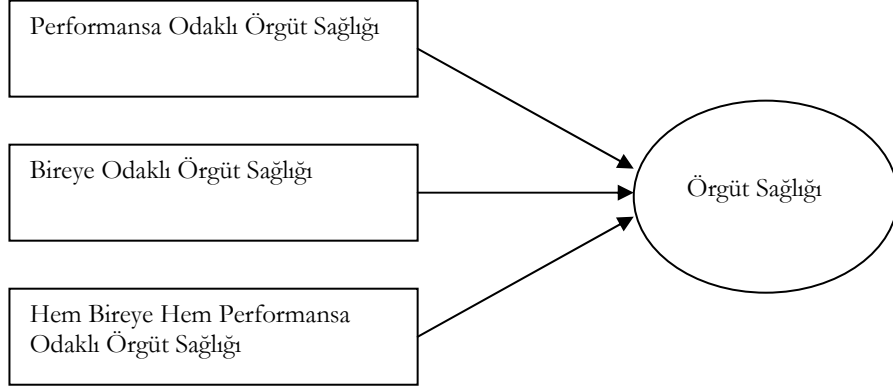 Performansa Odaklı Örgüt Sağlığı
Bireye Odaklı Örgüt Sağlığı
Örgüt Sağlığı
Hem Bireye Hem Performansa
Odaklı Örgüt Sağlığı